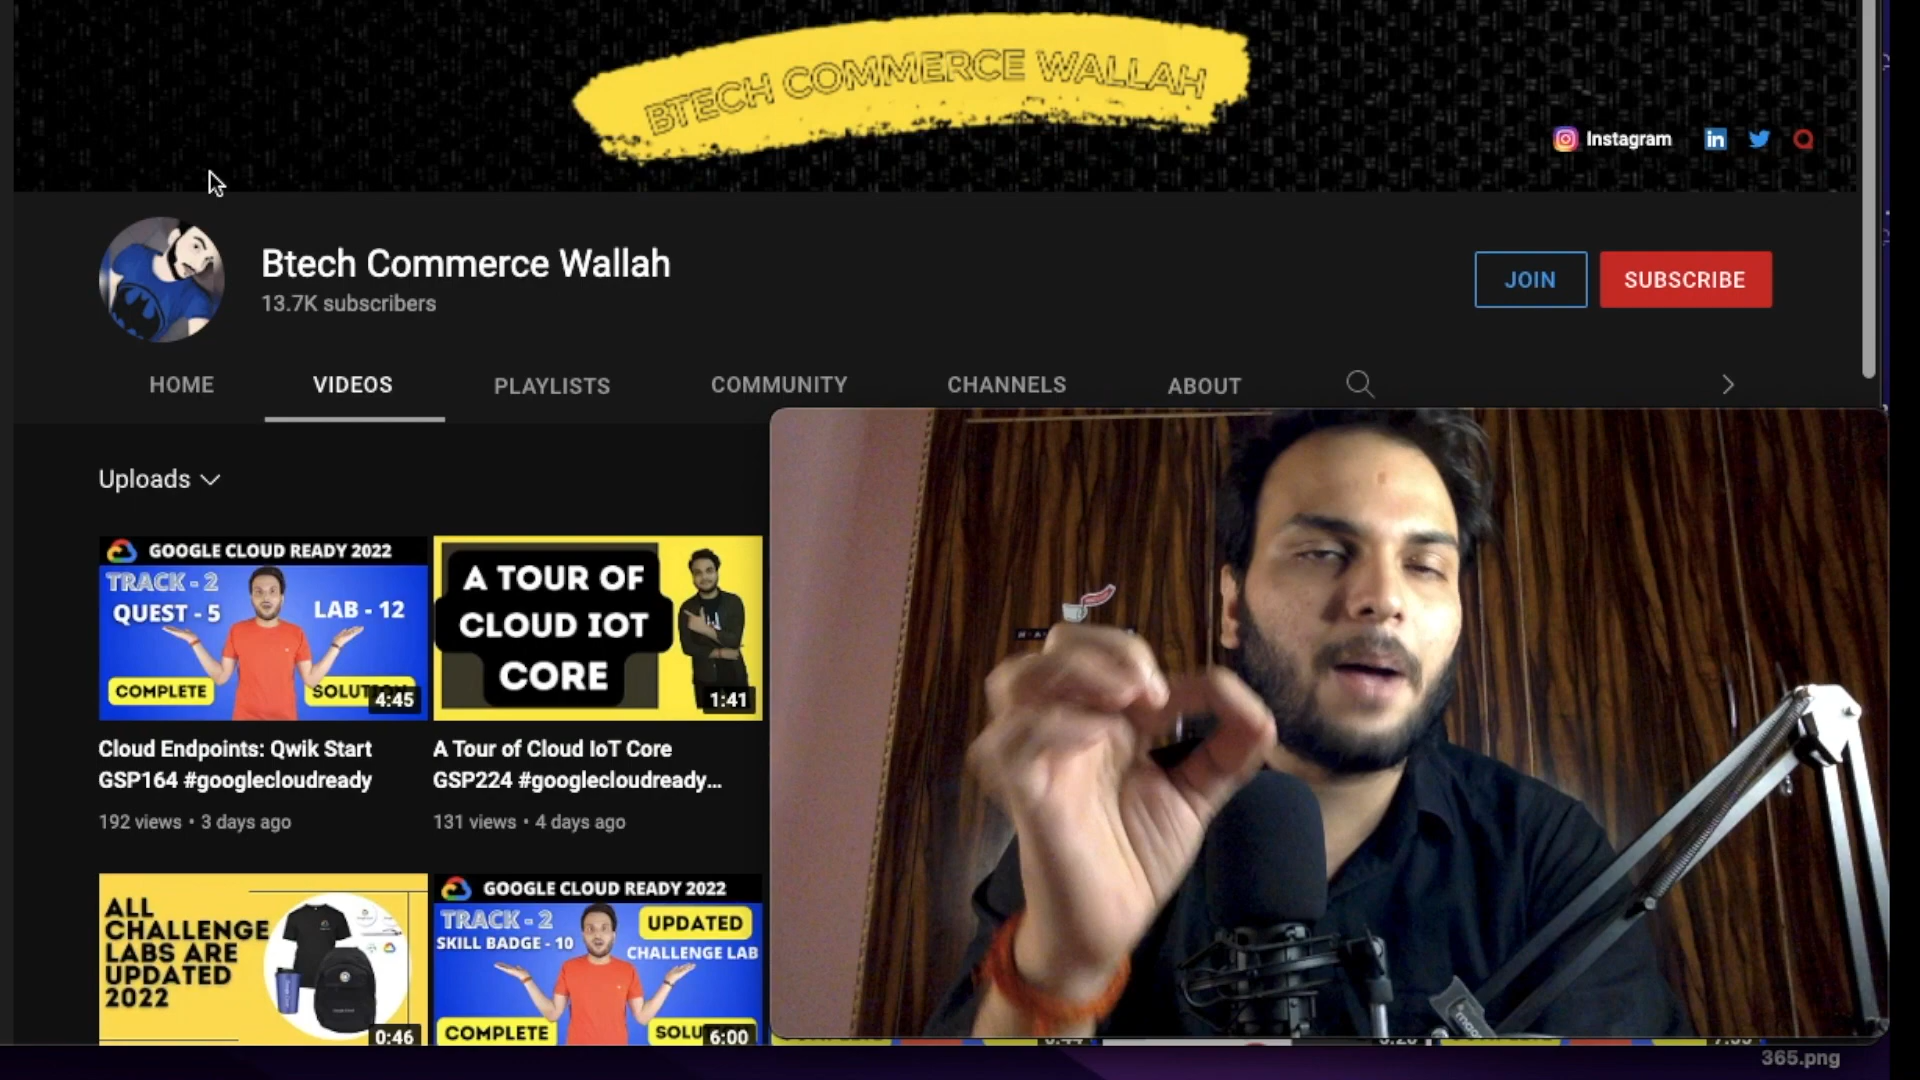 BTECH COMMERCE WALLAH
Instagram
Btech Commerce Wallah
13.7K subscribers
JOIN
SUBSCRIBE
HOME
VIDEOS
PLAYLISTS
COMMUNITY
CHANNELS
ABOUT
Uploads
GOOGLE CLOUD READY 2022
TRACK - 2
QUEST - 5
LAB - 12
COMPLETE
4:45
A TOUR OF
CLOUD IOT
CORE
1:41
Cloud Endpoints: Qwik Start
GSP164 #googlecloudready
192 views • 3 days ago
A Tour of Cloud IoT Core
GSP224 #googlecloudready...
131 views • 4 days ago
ALL
CHALLENGE
LABS ARE
UPDATED
2022
0:46
GOOGLE CLOUD READY 2022
TRACK - 2
SKILL BADGE - 10
UPDATED
CHALLENGE LAB
COMPLETE
6:00
365.png